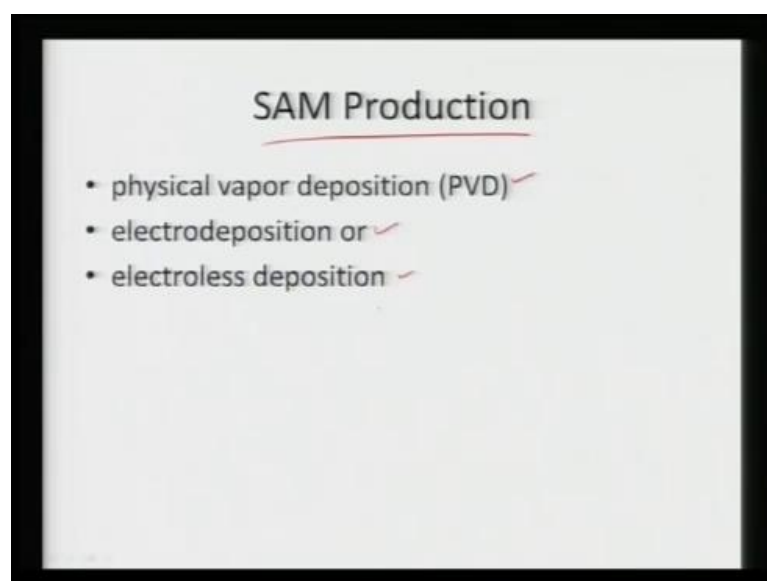 SAM Production
• physical vapor deposition (PVD)
• electrodeposition or
• electroless deposition